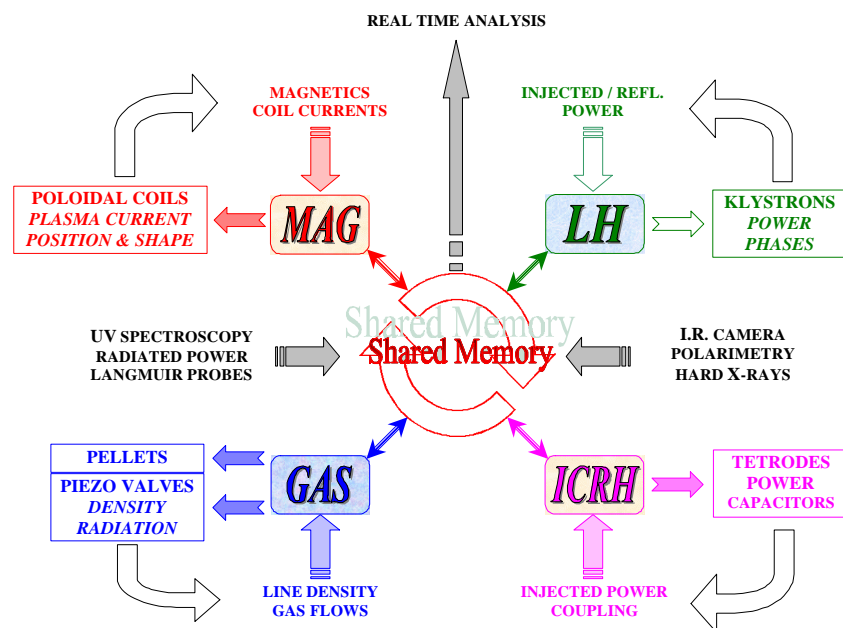 REAL TIME ANALYSIS
MAGNETICS
COIL CURRENTS
INJECTED / REFL.
POWER
POLOIDAL COILS
PLASMA CURRENT
POSITION & SHAPE
MAG
LH
KLYSTRONS
POWER
PHASES
UV SPECTROSCOPY
RADIATED POWER
LANGMUIR PROBES
Shared Memory
Shared Memory
I.R. CAMERA
POLARIMETRY
HARD X-RAYS
PELLETS
PIEZO VALVES
DENSITY
RADIATION
GAS
ICRH
TETRODES
POWER
CAPACITORS
LINE DENSITY
GAS FLOWS
INJECTED POWER
COUPLING